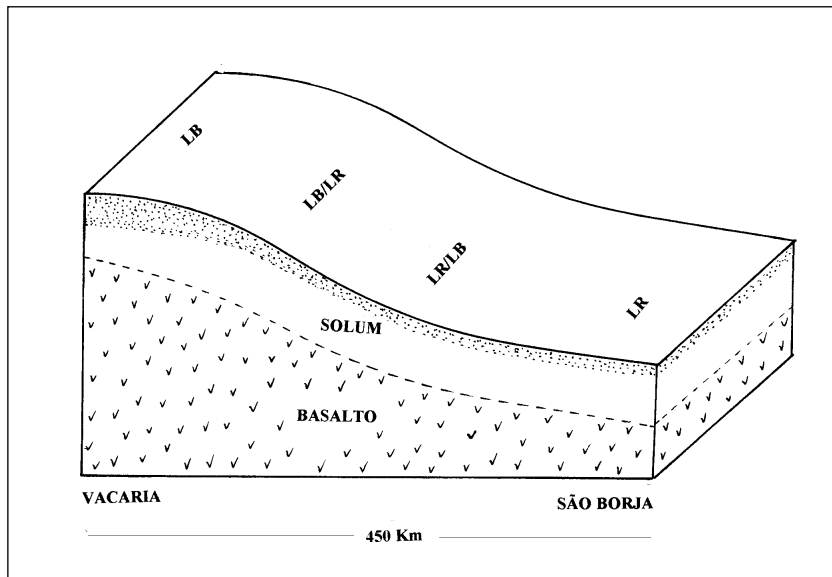 LB
LB/LR
LR/LB
LR
SOLUM
BASALTO
VACARIA SÃO BORJA
450 Km